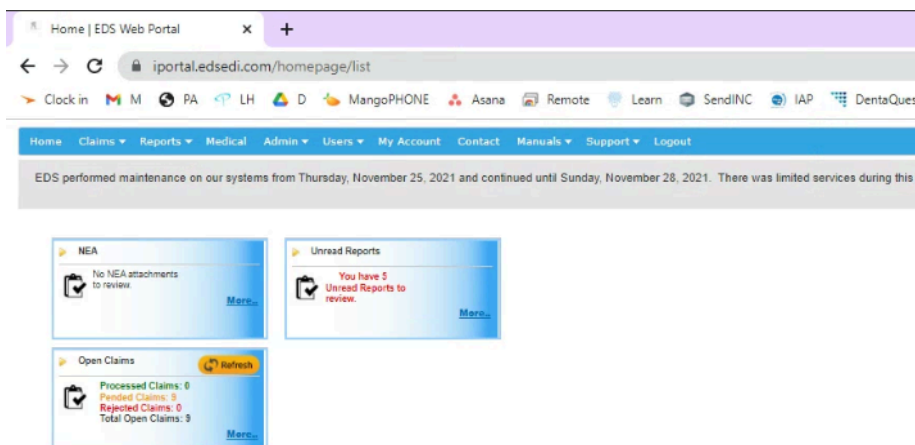 Home | EDS Web Portal
iportal.edsedi.com/homepage/list
Clock in M PA LH D MangoPHONE Asana Remote Learn SendINC IAP DentaQues
Home Claims Reports Medical Admin Users My Account Contact Manuals Support Logout
EDS performed maintenance on our systems from Thursday, November 25, 2021 and continued until Sunday, November 28, 2021. There was limited services during this
NEA
No NEA attachments
to review.
More...
Unread Reports
You have 5
Unread Reports to
review.
More...
Open Claims
Refresh
Processed Claims: 0
Pended Claims: 9
Rejected Claims: 0
Total Open Claims: 9
More...